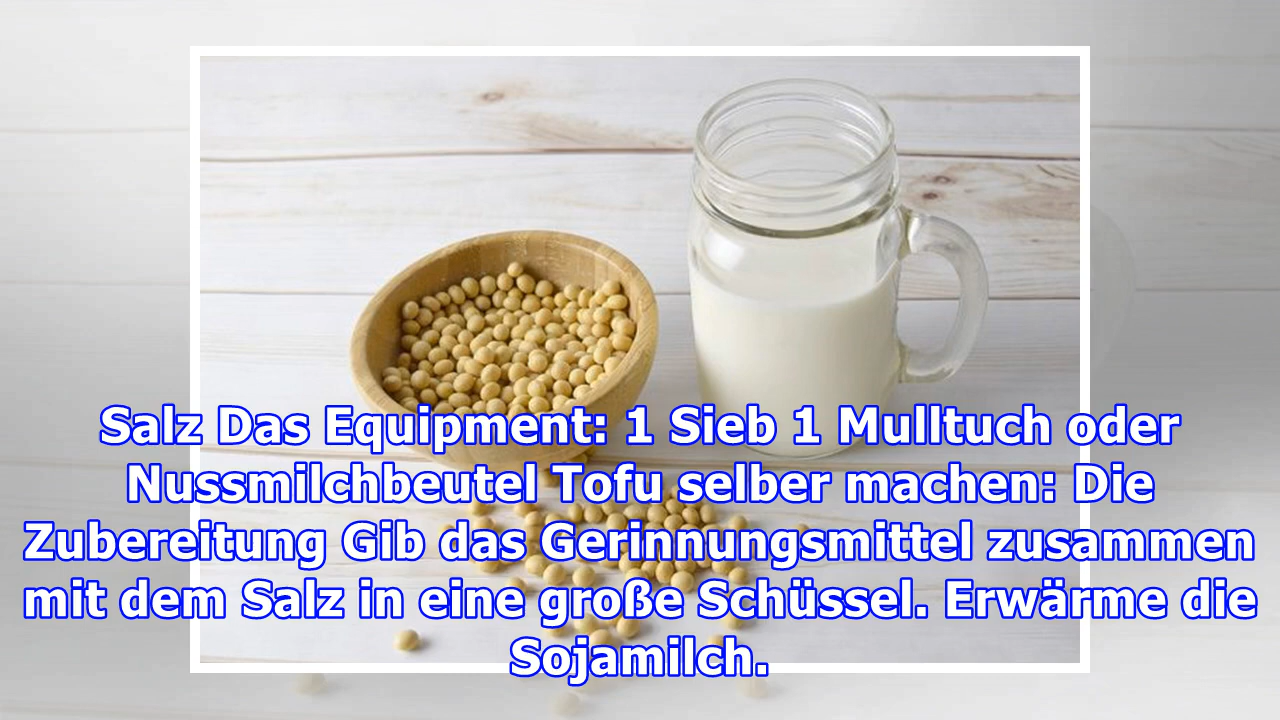 Salz Das Equipment: 1 Sieb 1 Mulltuch oder
Nussmilchbeutel Tofu selber machen: Die
Zubereitung Gib das Gerinnungsmittel zusammen
mit dem Salz in eine große Schüssel. Erwärme die
Sojamilch.